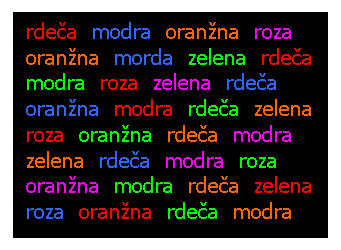 rdeča modra oranžna roza
oranžna morda zelena rdeča
modra roza zelena rdeča
oranžna modra rdeča zelena
roza oranžna rdeča modra
zelena rdeča modra roza
oranžna modra rdeča zelena
roza oranžna rdeča modra